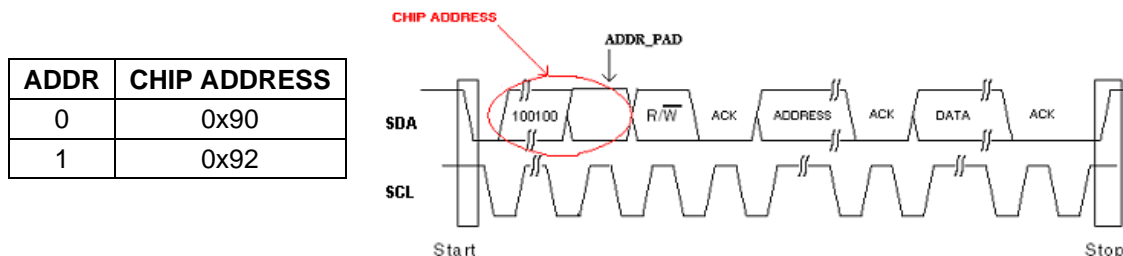 ADDR CHIP ADDRESS
0 0x90
1 0x92
CHIP ADDRESS
ADDR_PAD
SDA 100100 R/W ACK ADDRESS ACK DATA ACK
SCL
Start Stop